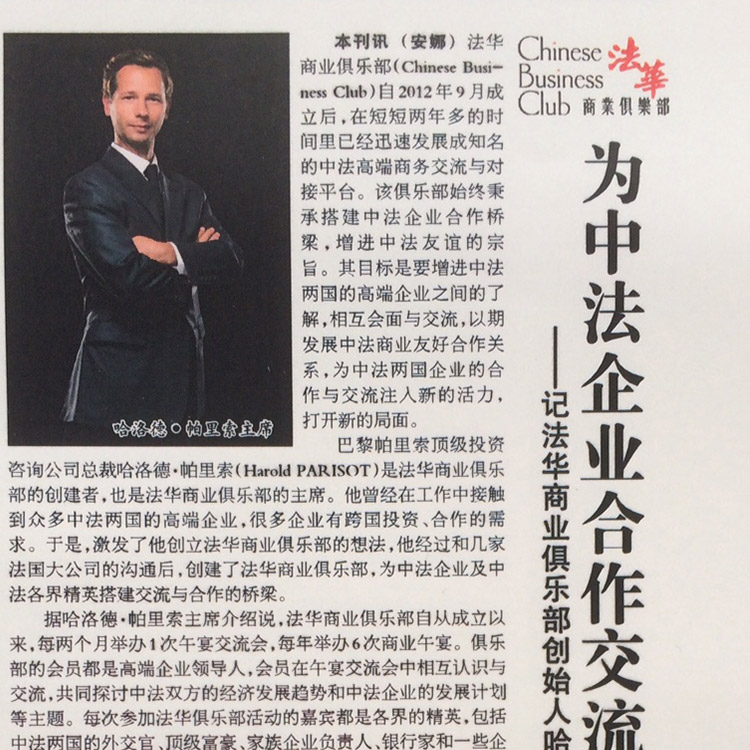 Chinese
Business
Club
法華
商業俱樂部
为中法企业合作交流
——记法华商业俱乐部创始人哈
哈洛德·帕里索主席
本刊讯（安娜）法华
商业俱乐部(Chinese Busi-
ness Club)自2012年9月成
立后，在短短两年多的时
间里已经迅速发展成知名
的中法高端商务交流与对
接平台。该俱乐部始终秉
承搭建中法企业合作桥
梁，增进中法友谊的宗
旨。其目标是要增进中法
两国的高端企业之间的了
解，相互会面与交流，以期
发展中法商业友好合作关
系，为中法两国企业的合
作与交流注入新的活力，
打开新的局面。
巴黎帕里索顶级投资
咨询公司总裁哈洛德·帕里索(Harold PARISOT)是法华商业俱乐
部的创建者，也是法华商业俱乐部的主席。他曾经在工作中接触
到众多中法两国的高端企业，很多企业有跨国投资、合作的需
求。于是，激发了他创立法华商业俱乐部的想法，他经过和几家
法国大公司的沟通后，创建了法华商业俱乐部，为中法企业及中
法各界精英搭建交流与合作的桥梁。
据哈洛德·帕里索主席介绍说，法华商业俱乐部自从成立以
来，每两个月举办1次午宴交流会，每年举办6次商业午宴。俱乐
部的会员都是高端企业领导人，会员在午宴交流会中相互认识与
交流，共同探讨中法双方的经济发展趋势和中法企业的发展计划
等主题。每次参加法华俱乐部活动的嘉宾都是各界的精英，包括
中法两国的外交官、顶级富豪、家族企业负责人、银行家和一些企